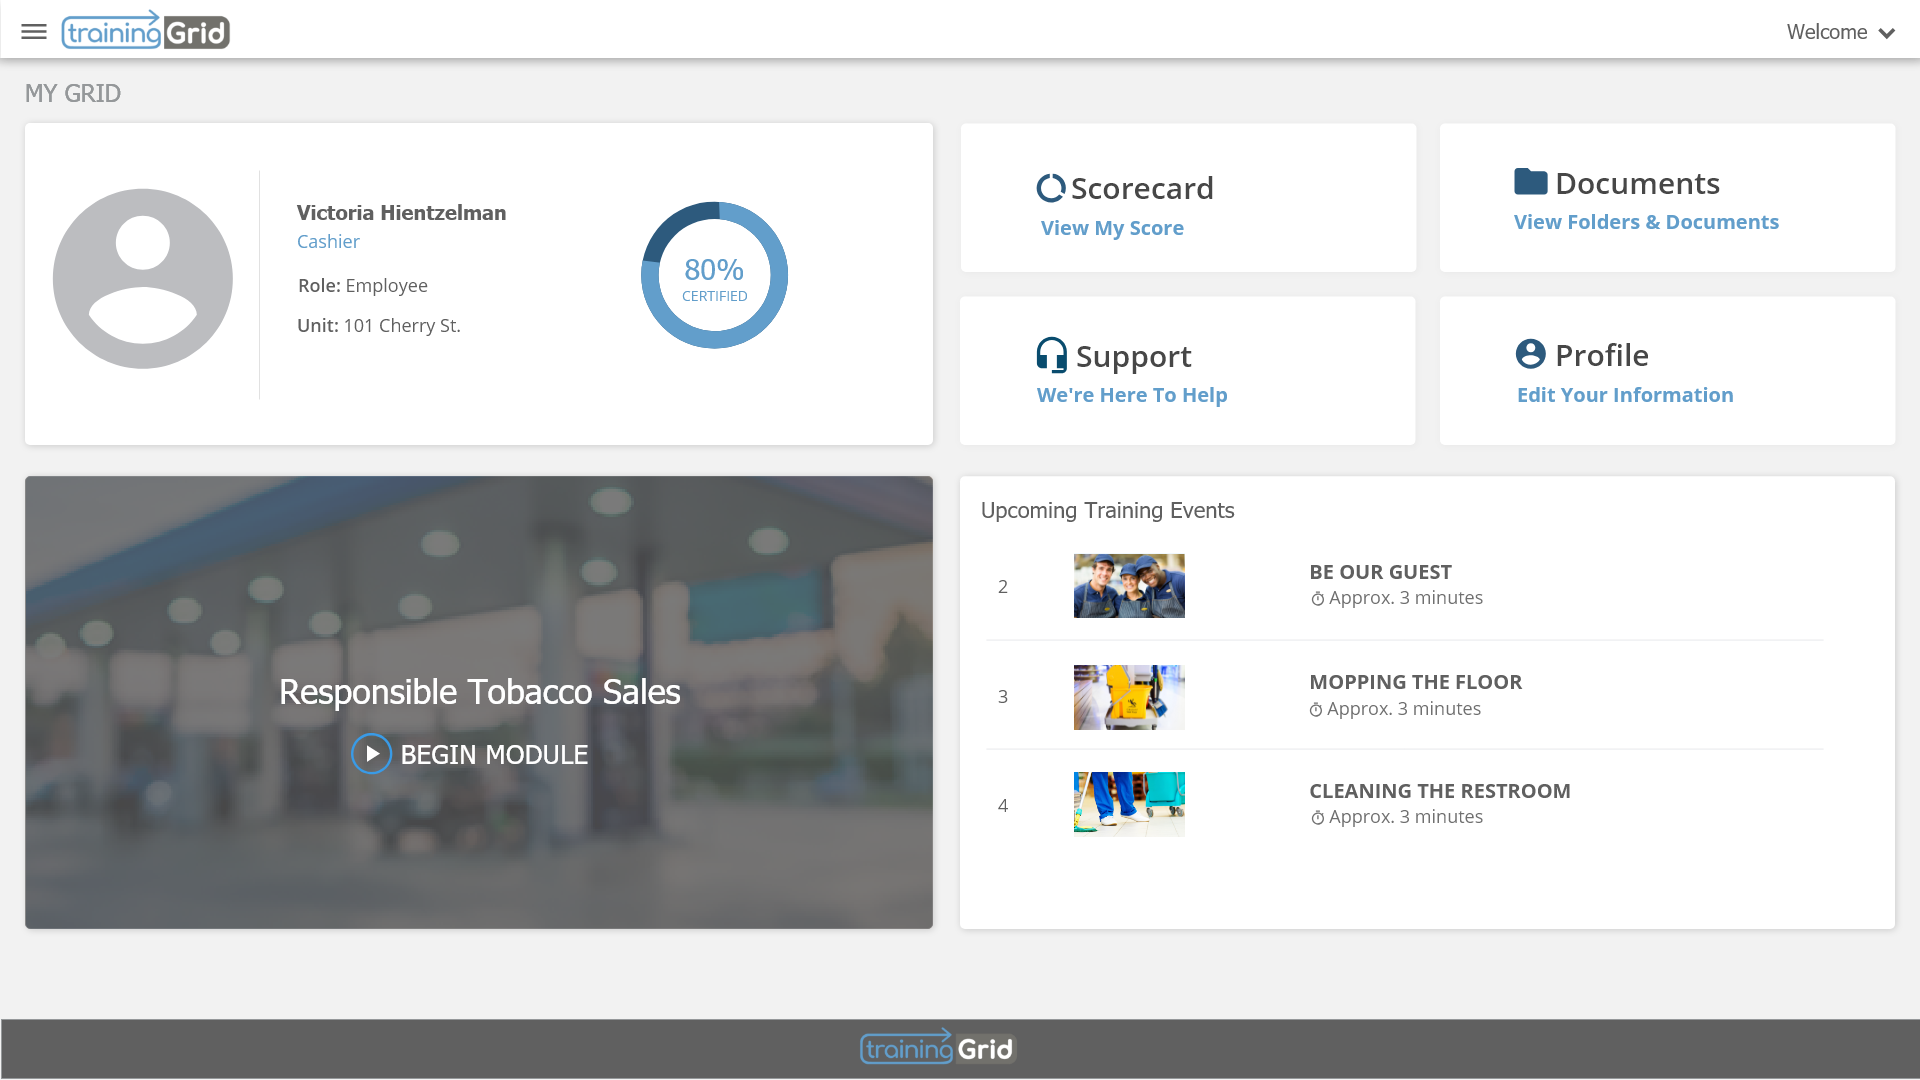 trainingGrid
Welcome
MY GRID
Victoria Hientzelman
Cashier
Role: Employee
Unit: 101 Cherry St.
80%
CERTIFIED
Scorecard
View My Score
Documents
View Folders & Documents
Support
We're Here To Help
Profile
Edit Your Information
Responsible Tobacco Sales
BEGIN MODULE
Upcoming Training Events
2
BE OUR GUEST
Approx. 3 minutes
3
MOPPING THE FLOOR
Approx. 3 minutes
4
CLEANING THE RESTROOM
Approx. 3 minutes
trainingGrid